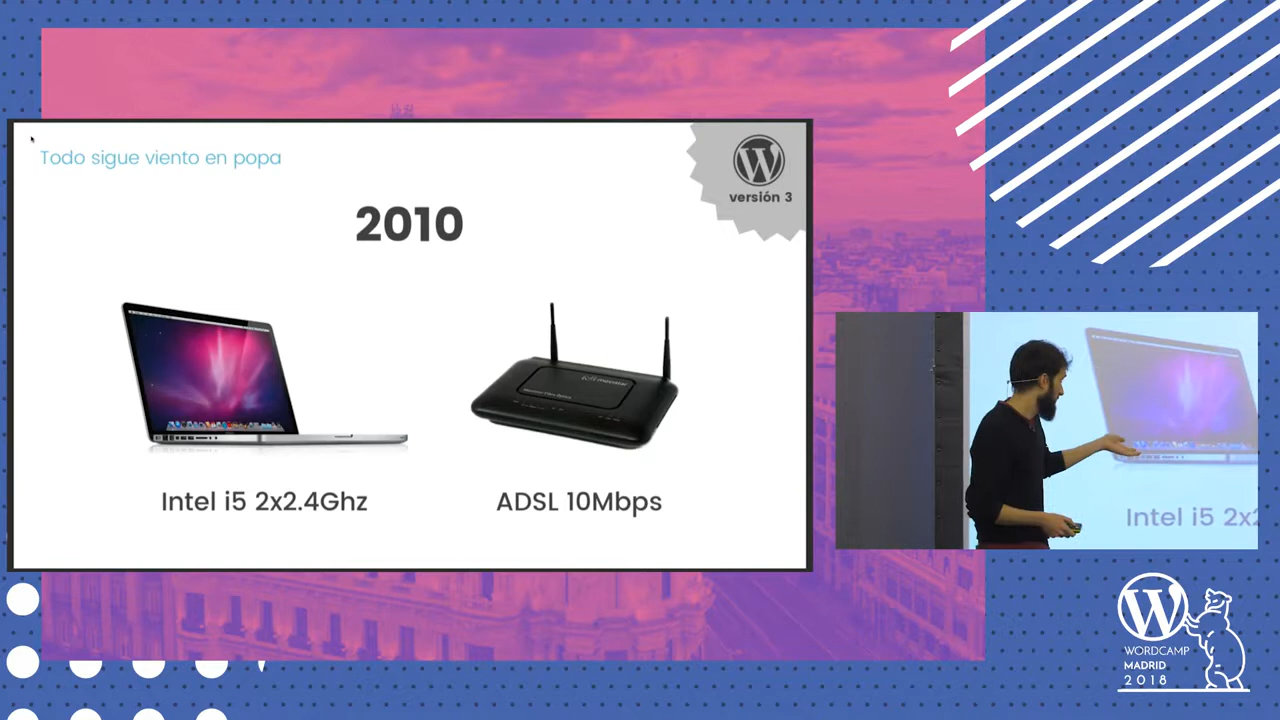 Todo sigue viento en popa
versión 3
2010
Intel i5 2x2.4Ghz
ADSL 10Mbps
Intel i5 2x2
WORDCAMP
MADRID
2018